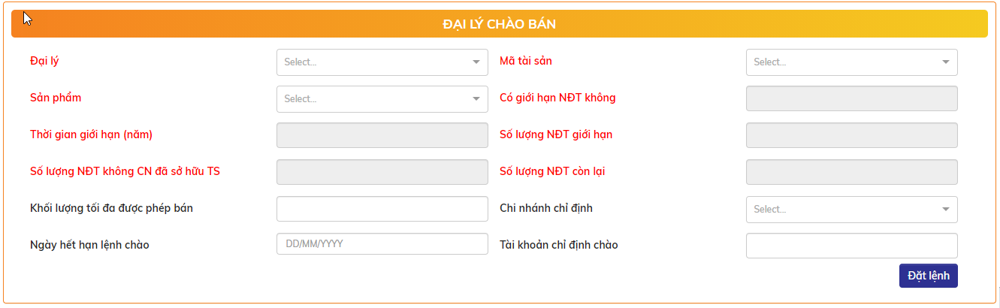 ĐẠI LÝ CHÀO BÁN
Đại lý Select... Mã tài sản Select...
Sản phẩm Select... Có giới hạn NĐT không
Thời gian giới hạn (năm) Số lượng NĐT giới hạn
Số lượng NĐT không CN đã sở hữu TS Số lượng NĐT còn lại
Khối lượng tối đa được phép bán Chi nhánh chỉ định Select...
Ngày hết hạn lệnh chào DD/MM/YYYY Tài khoản chỉ định chào
Đặt lệnh